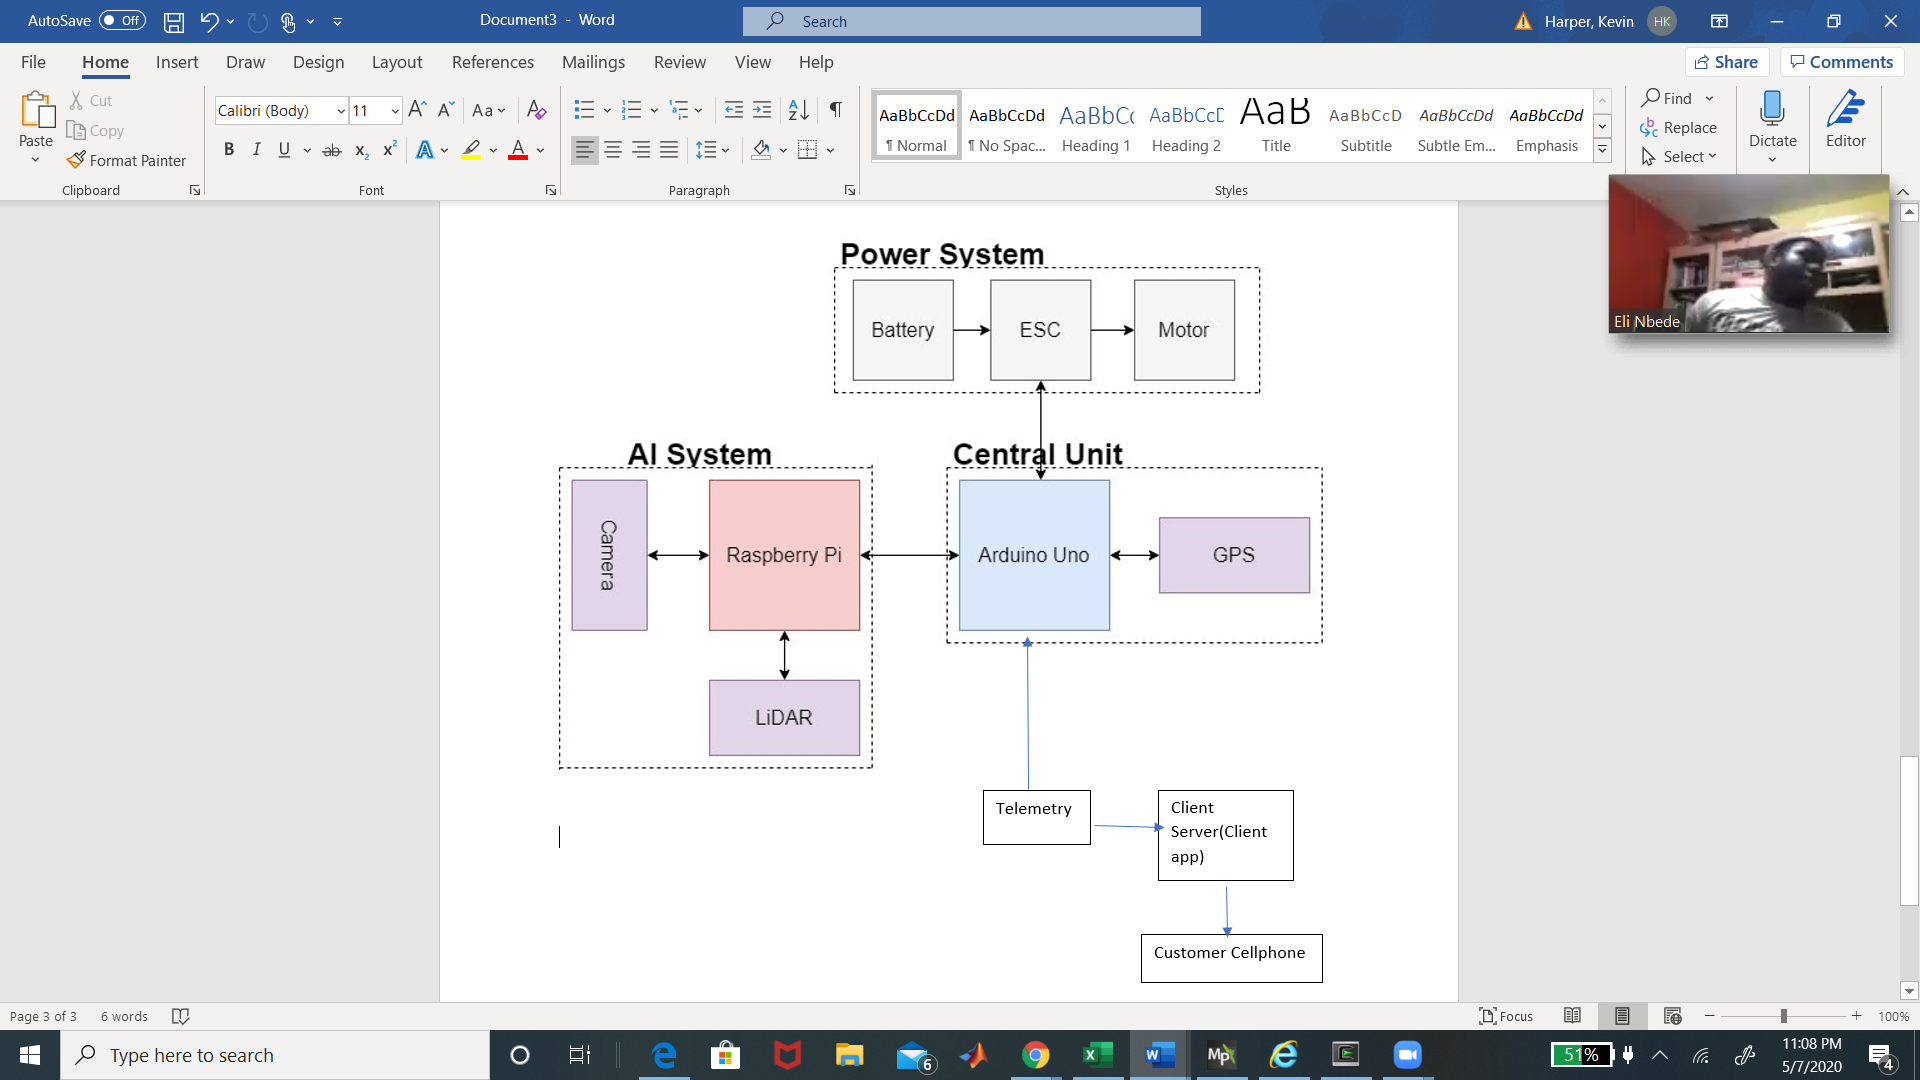 AutoSave Off
Document3 - Word
Search
Harper, Kevin HK
File Home Insert Draw Design Layout References Mailings Review View Help
Share Comments
Paste
Cut
Copy
Format Painter
Clipboard
Calibri (Body) 11
Font
Paragraph
AaBbCcDd AaBbCcDd AaBbCc AaBbCcE AaB AaBbCcD AaBbCcDd AaBbCcDd
¶ Normal ¶ No Spac... Heading 1 Heading 2 Title Subtitle Subtle Em... Emphasis
Styles
Find
Replace
Select
Dictate
Editor
Eli Nbede
Power System
Battery ESC Motor
AI System
Central Unit
Camera
Raspberry Pi
Arduino Uno
GPS
LiDAR
Telemetry
Client
Server(Client
app)
Customer Cellphone
Page 3 of 3 6 words
Focus
100%
Type here to search
6
51%
11:08 PM
5/7/2020
4